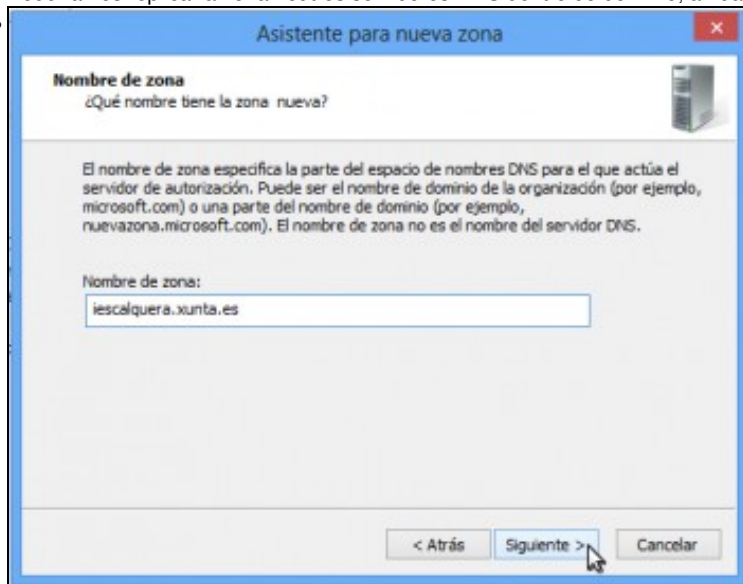 Asistente para nueva zona
Nombre de zona
¿Qué nombre tiene la zona nueva?
El nombre de zona especifica la parte del espacio de nombres DNS para el que actúa el
servidor de autorización. Puede ser el nombre de dominio de la organización (por ejemplo,
microsoft.com) o una parte del nombre de dominio (por ejemplo,
nuevazona.microsoft.com). El nombre de zona no es el nombre del servidor DNS.
Nombre de zona:
iescalquera.xunta.es
< Atrás Siguiente > Cancelar